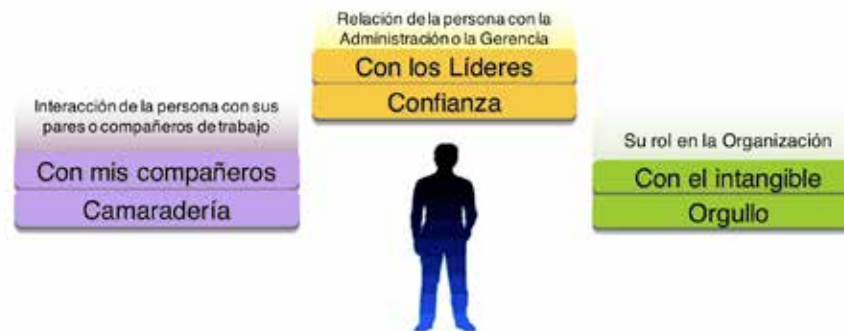 Relación de la persona con la
Administración o la Gerencia
Con los Líderes
Confianza
Interacción de la persona con sus
pares o compañeros de trabajo
Con mis compañeros
Camaradería
Su rol en la Organización
Con el intangible
Orgullo